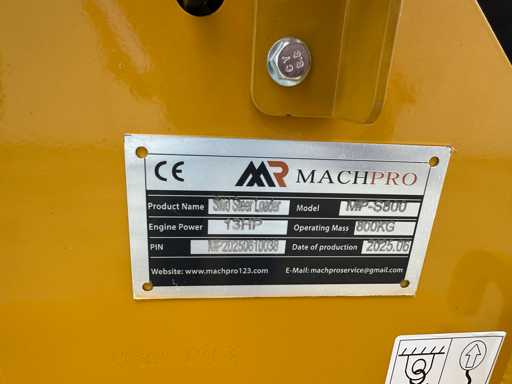 CE MR MACHPRO
Product Name Skid Steer Loader Model MP-S800
Engine Power 13HP Operating Mass 800KG
PIN MP20250610038 Date of production 2025.06
Website: www.machpro123.com E-Mail: machproservice@gmail.com